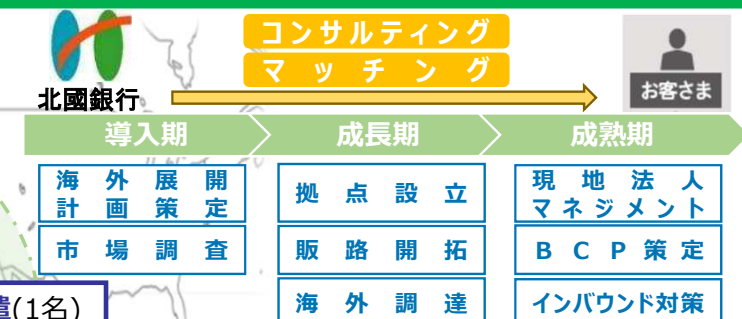 コンサルティング
マッチング
北國銀行
お客さま
導入期
成長期
成熟期
海外展開
計画策定
拠点設立
現地法人
マネジメント
市場調査
販路開拓
BCP策定
海外調達
インバウンド対策
遣(1名)